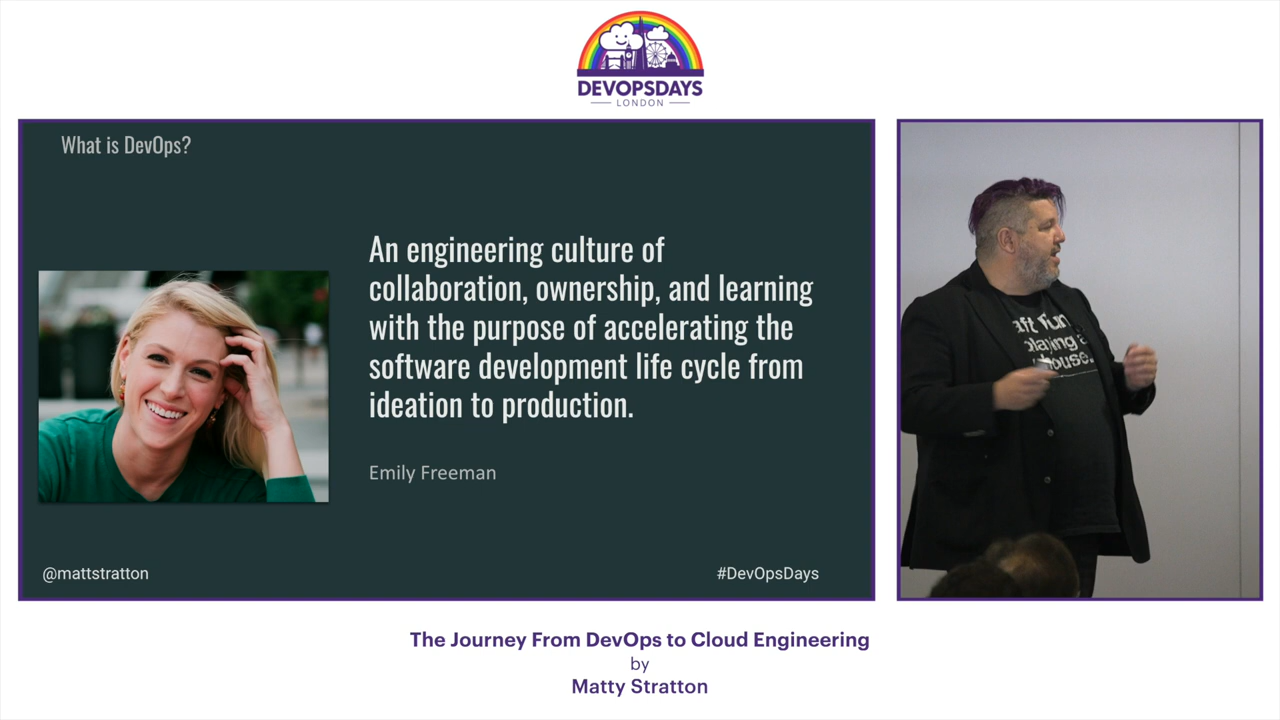 DEVOPSDAYS
LONDON
What is DevOps?
An engineering culture of
collaboration, ownership, and learning
with the purpose of accelerating the
software development life cycle from
ideation to production.
Emily Freeman
@mattstratton
#DevOpsDays
house.
The Journey From DevOps to Cloud Engineering
by
Matty Stratton